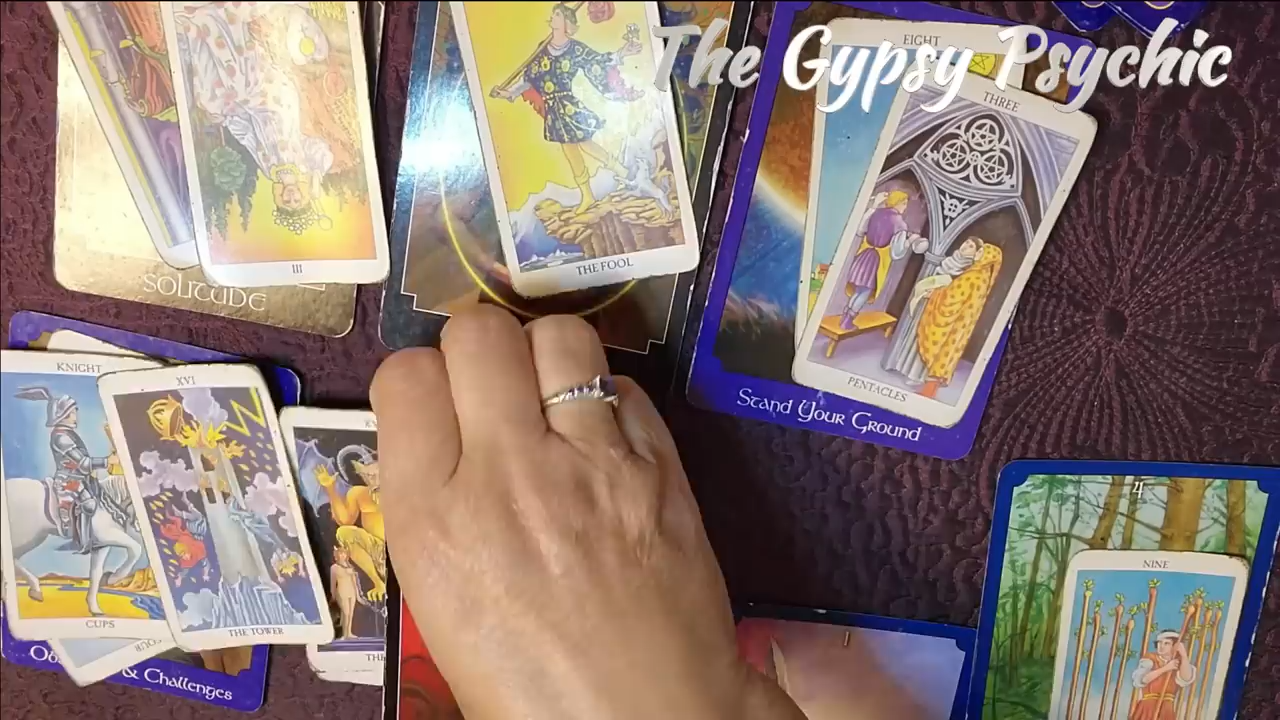 The Gypsy Psychic
EIGHT
THREE
III
THE FOOL
SOLITUDE
PENTACLES
Stand Your Ground
KNIGHT
XVI
4
NINE
CUPS
THE TOWER
& Challenges